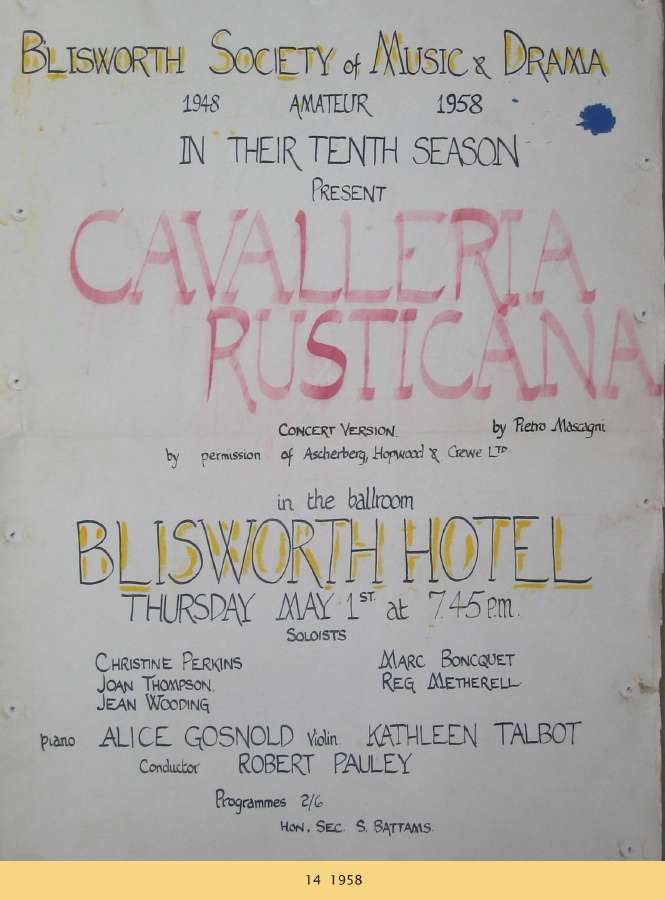 BLISWORTH SOCIETY of MUSIC & DRAMA
1948 AMATEUR 1958
IN THEIR TENTH SEASON
PRESENT
CAVALLERIA
RUSTICANA
CONCERT VERSION. by Pietro Mascagni
by permission of Ascherberg, Hopwood & Crewe LTD.
in the ballroom
BLISWORTH HOTEL
THURSDAY MAY 1ST. at 7.45 p.m.
SOLOISTS
CHRISTINE PERKINS MARC BONCQUET
JOAN THOMPSON. REG METHERELL
JEAN WOODING
piano ALICE GOSNOLD Violin KATHLEEN TALBOT
Conductor ROBERT PAULEY
Programmes 2/6
HON. SEC. S. BATTAMS.
14 1958